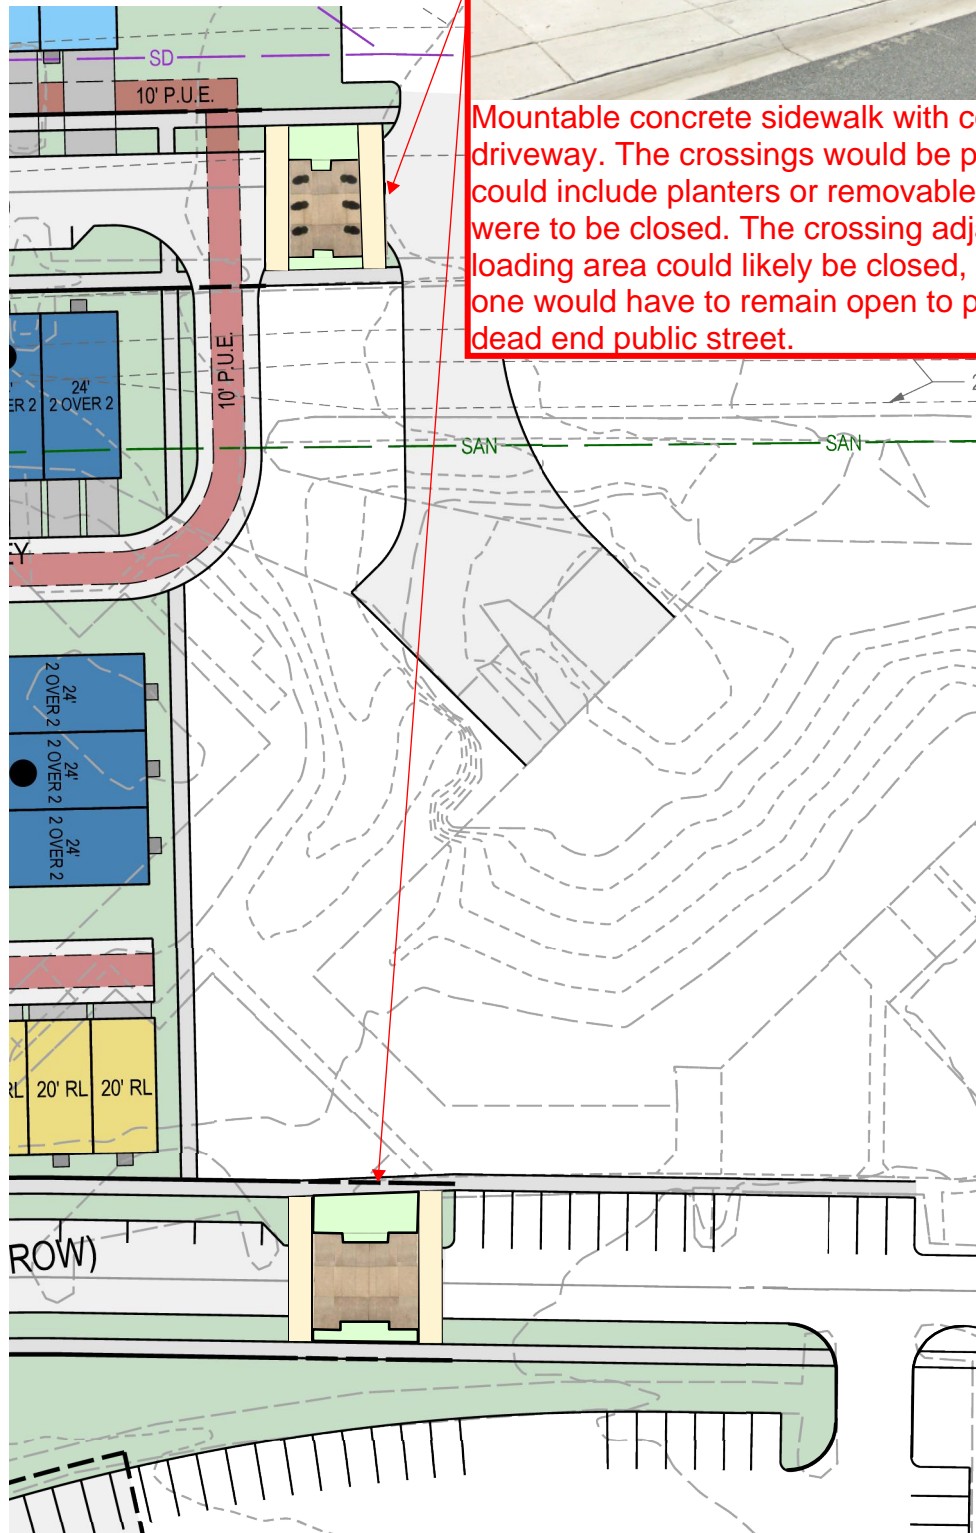 SD
10' P.U.E.
Mountable concrete sidewalk with
driveway. The crossings would be
could include planters or removable
were to be closed. The crossing
loading area could likely be closed,
one would have to remain open to
dead end public street.
10' P.U.E.
24'
2 OVER 2
ER 2
SAN
SAN
EY
24'
2 OVER 2
24'
2 OVER 2
24'
2 OVER 2
RL
20' RL
20' RL
ROW)